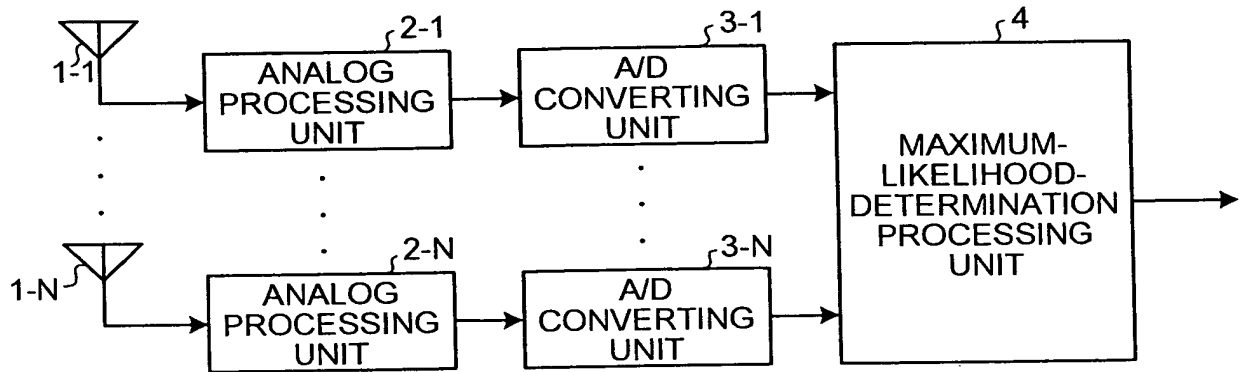 1-1
2-1
ANALOG
PROCESSING
UNIT
3-1
A/D
CONVERTING
UNIT
4
MAXIMUM-
LIKELIHOOD-
DETERMINATION
PROCESSING
UNIT
1-N
2-N
ANALOG
PROCESSING
UNIT
3-N
A/D
CONVERTING
UNIT